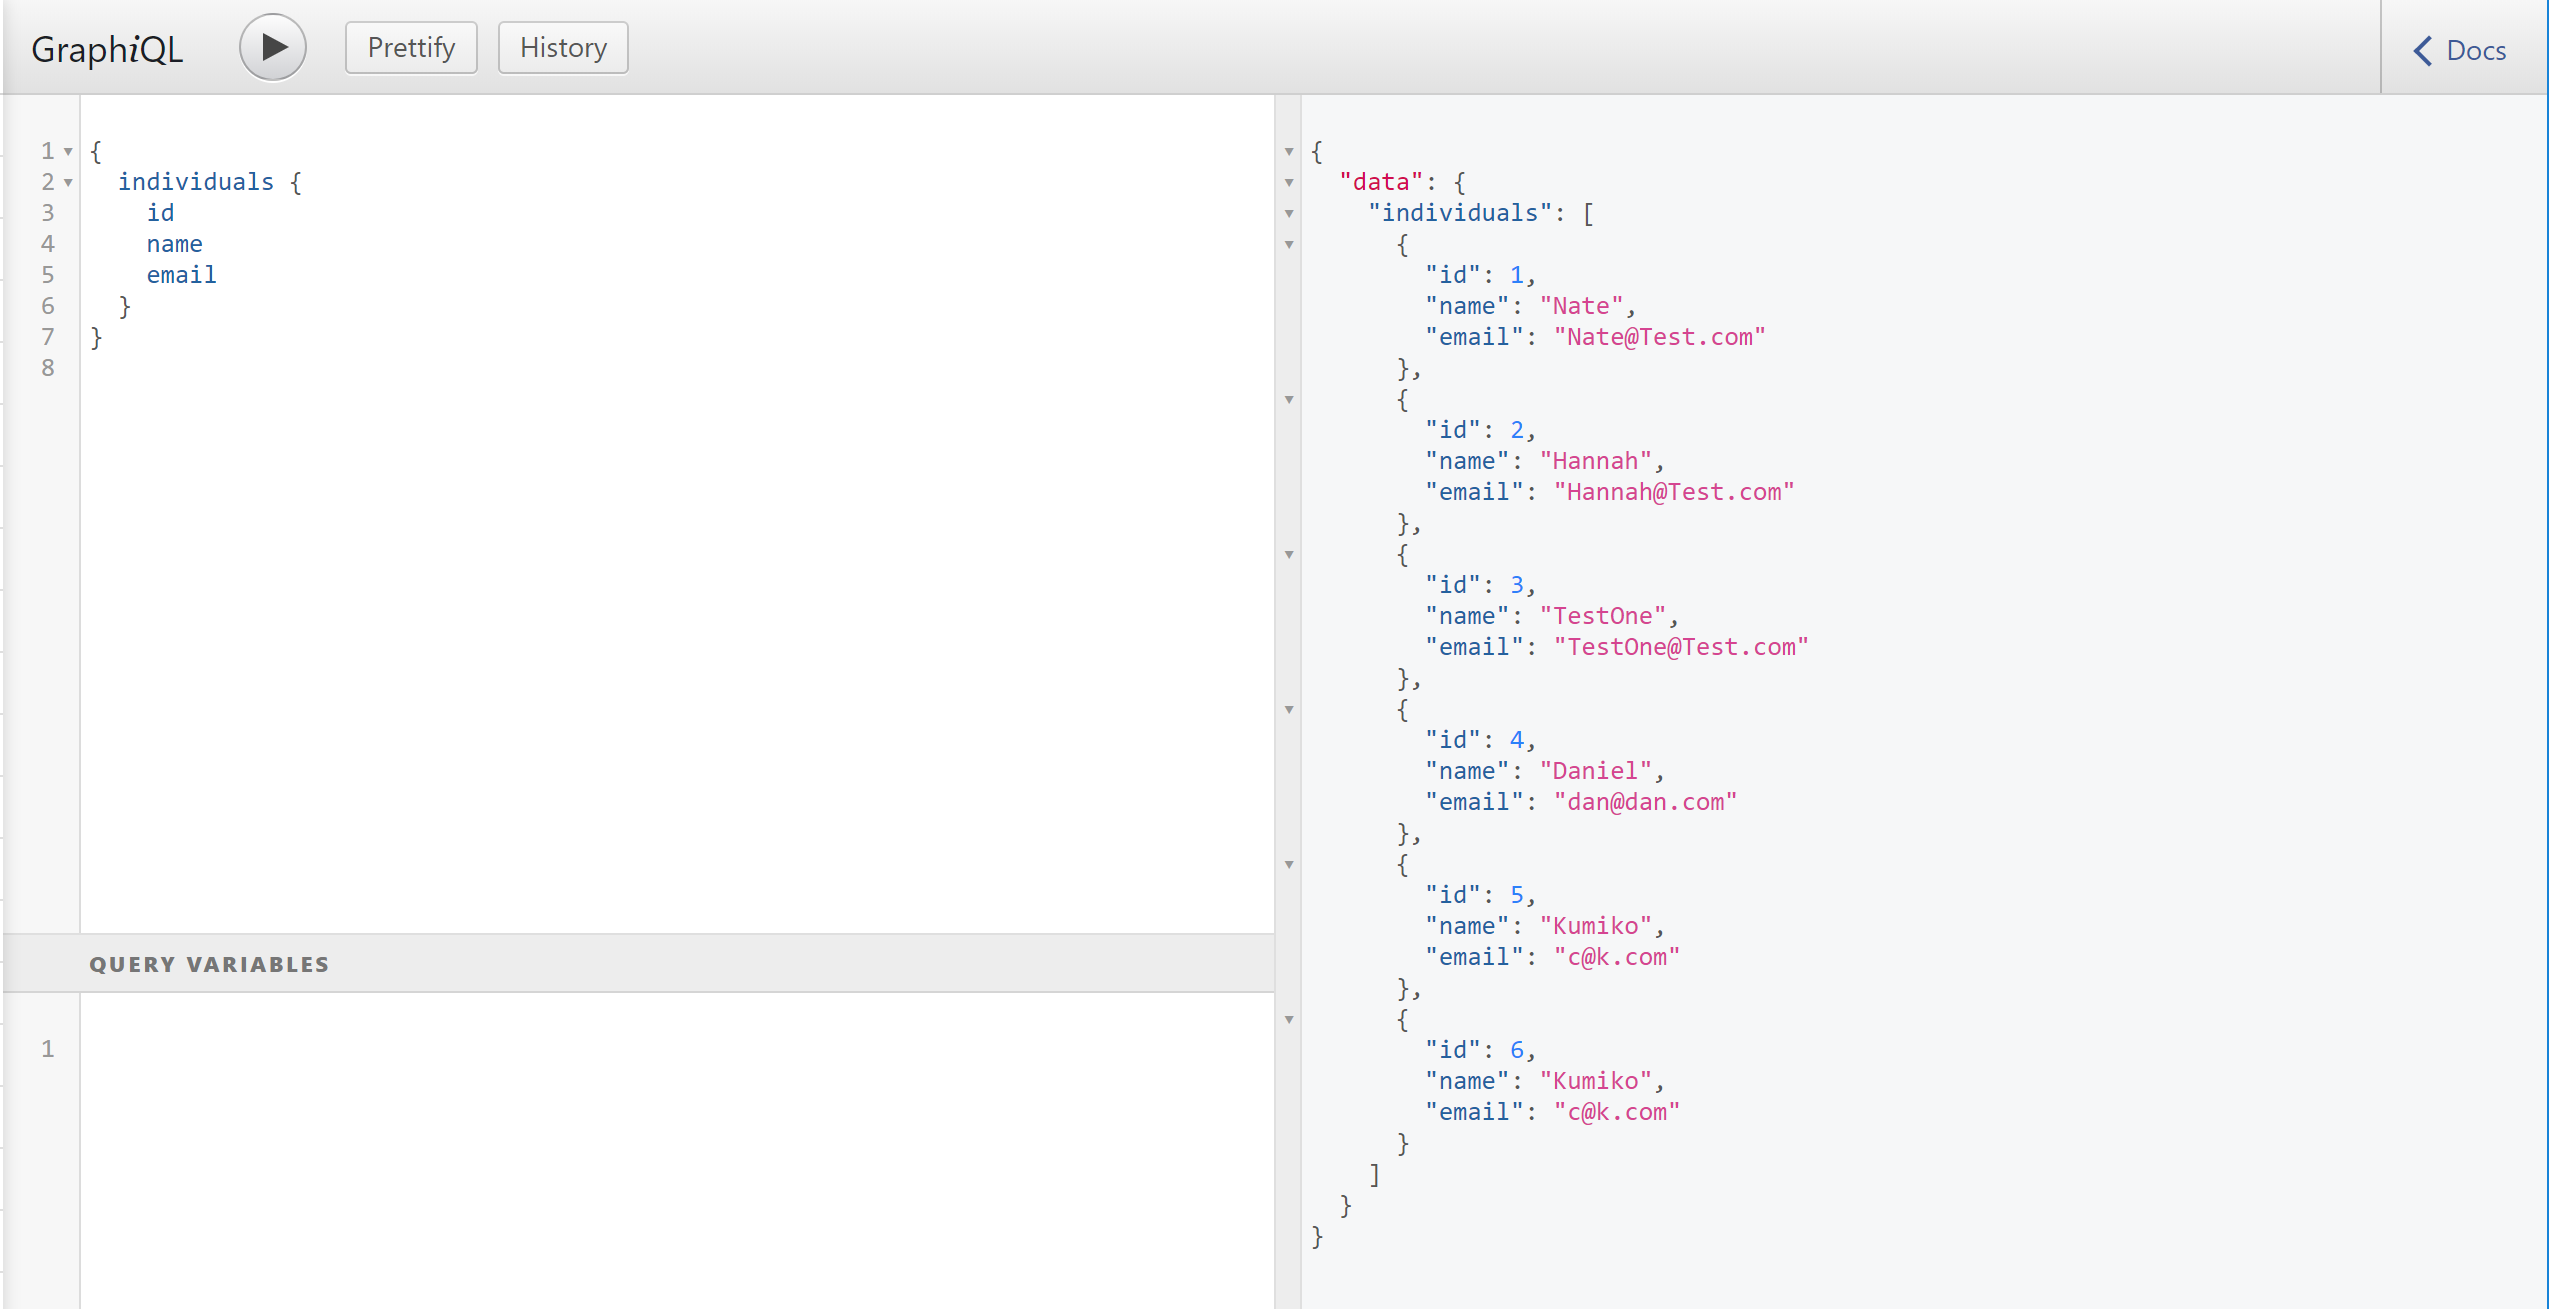 GraphiQL
Prettify
History
Docs
1 {
2   individuals {
3     id
4     name
5     email
6   }
7 }
8
QUERY VARIABLES
1
{
  "data": {
    "individuals": [
      {
        "id": 1,
        "name": "Nate",
        "email": "Nate@Test.com"
      },
      {
        "id": 2,
        "name": "Hannah",
        "email": "Hannah@Test.com"
      },
      {
        "id": 3,
        "name": "TestOne",
        "email": "TestOne@Test.com"
      },
      {
        "id": 4,
        "name": "Daniel",
        "email": "dan@dan.com"
      },
      {
        "id": 5,
        "name": "Kumiko",
        "email": "c@k.com"
      },
      {
        "id": 6,
        "name": "Kumiko",
        "email": "c@k.com"
      }
    ]
  }
}